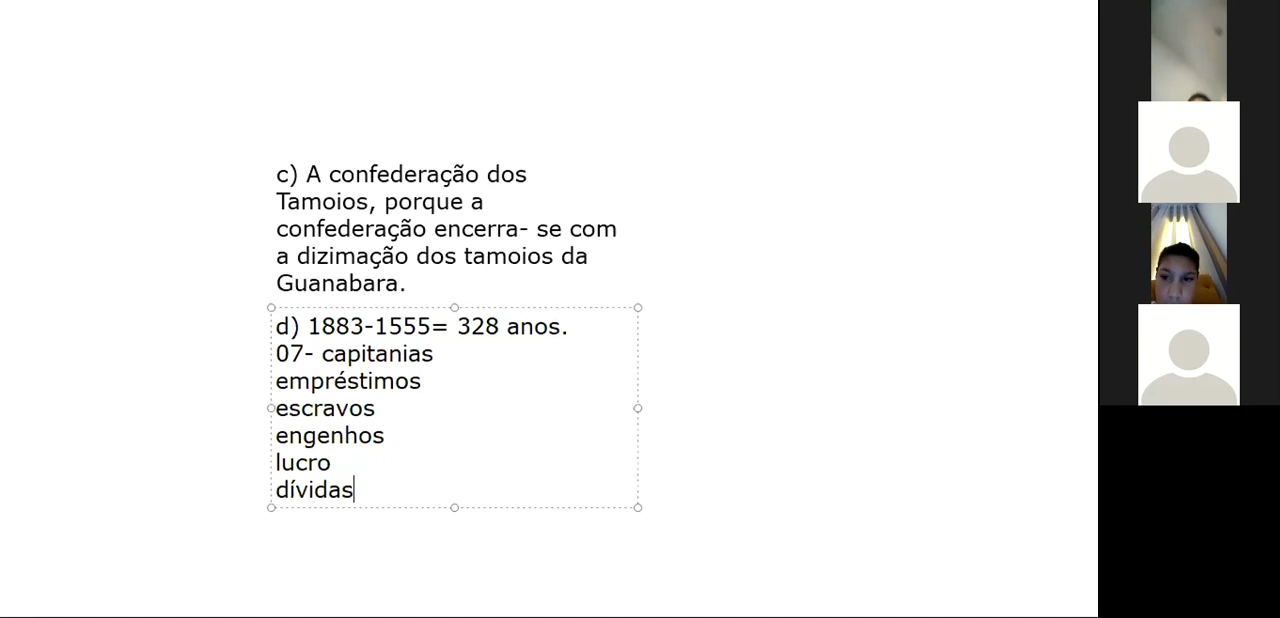 c) A confederação dos
Tamoios, porque a
confederação encerra- se com
a dizimação dos tamoios da
Guanabara.
d) 1883-1555= 328 anos.
07- capitanias
empréstimos
escravos
engenhos
lucro
dívidas